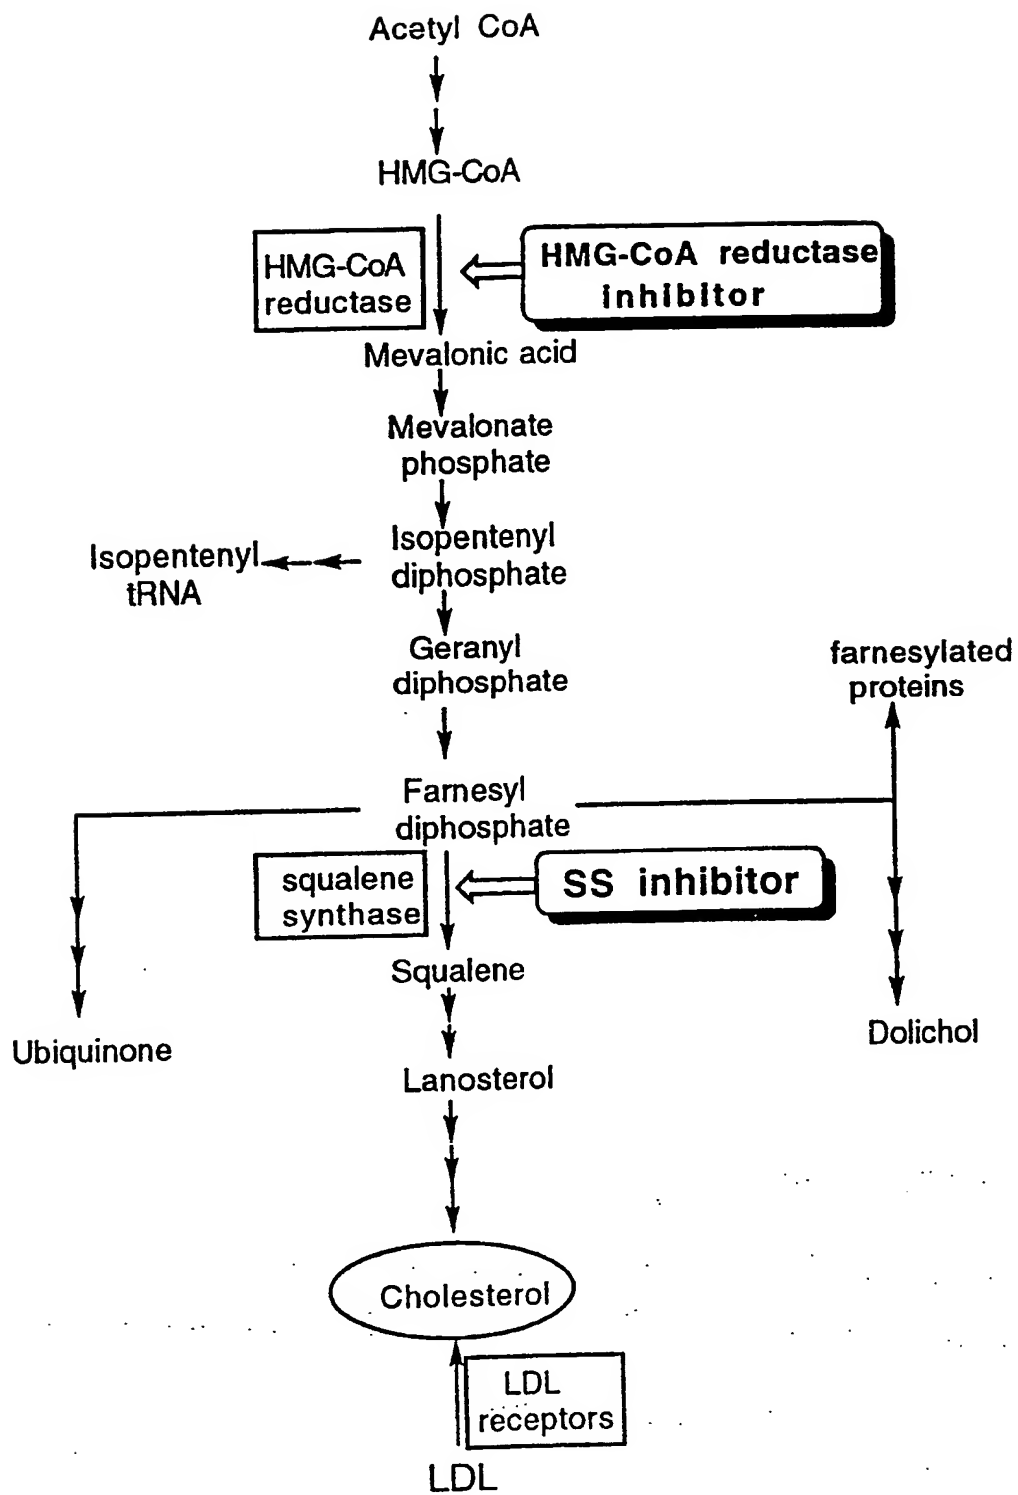 Acetyl CoA
HMG-CoA
HMG-CoA
reductase
HMG-CoA reductase
inhibitor
Mevalonic acid
Mevalonate
phosphate
Isopentenyl
tRNA
Isopentenyl
diphosphate
Geranyl
diphosphate
farnesylated
proteins
Farnesyl
diphosphate
squalene
synthase
SS inhibitor
Squalene
Ubiquinone
Dolichol
Lanosterol
Cholesterol
LDL
receptors
LDL